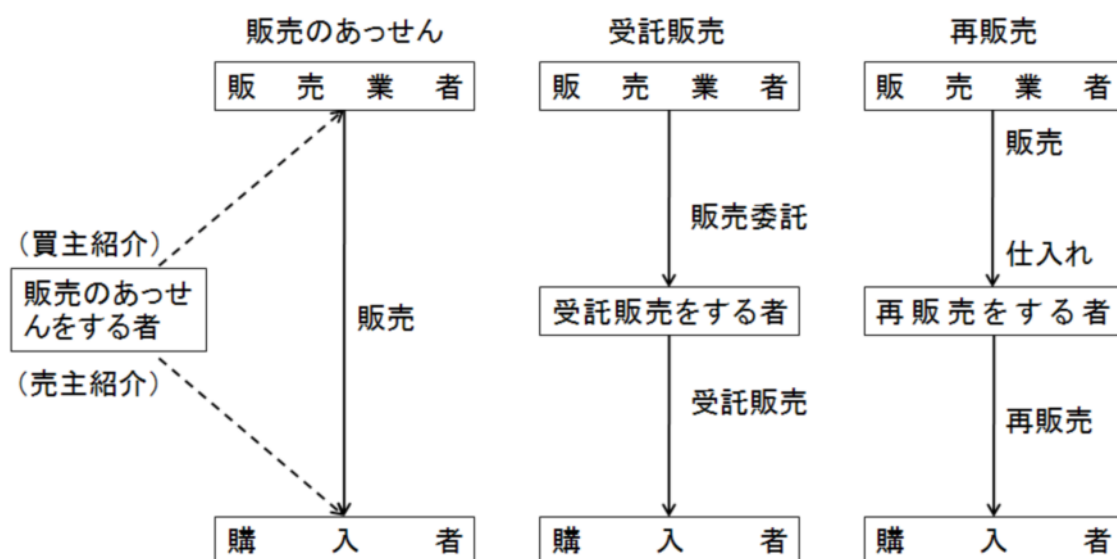 販売のあっせん
販売業者
(買主紹介)
販売のあっせ
んをする者
(売主紹介)
販売
購入者
受託販売
販売業者
販売委託
受託販売をする者
受託販売
購入者
再販売
販売業者
販売
仕入れ
再販売をする者
再販売
購入者